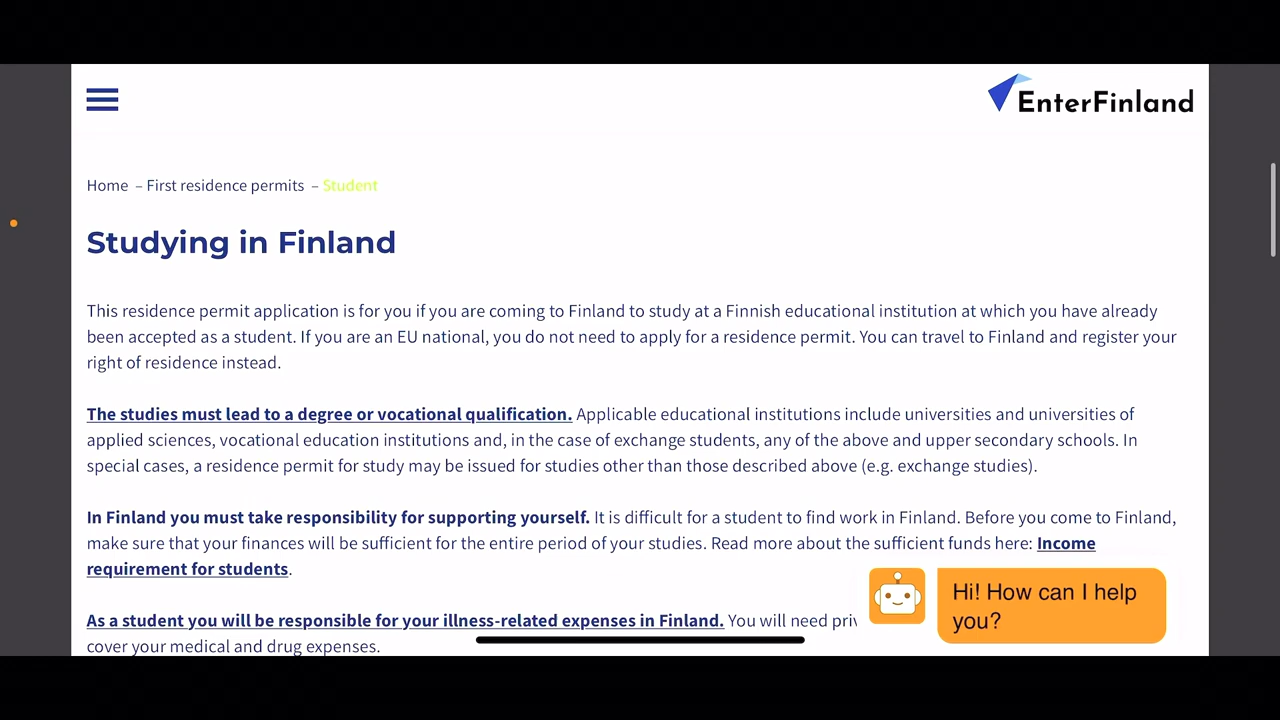 EnterFinland
Home – First residence permits – Student
Studying in Finland
This residence permit application is for you if you are coming to Finland to study at a Finnish educational institution at which you have already
been accepted as a student. If you are an EU national, you do not need to apply for a residence permit. You can travel to Finland and register your
right of residence instead.
The studies must lead to a degree or vocational qualification. Applicable educational institutions include universities and universities of
applied sciences, vocational education institutions and, in the case of exchange students, any of the above and upper secondary schools. In
special cases, a residence permit for study may be issued for studies other than those described above (e.g. exchange studies).
In Finland you must take responsibility for supporting yourself. It is difficult for a student to find work in Finland. Before you come to Finland,
make sure that your finances will be sufficient for the entire period of your studies. Read more about the sufficient funds here: Income
requirement for students.
As a student you will be responsible for your illness-related expenses in Finland. You will need
cover your medical and drug expenses.
Hi! How can I help
you?